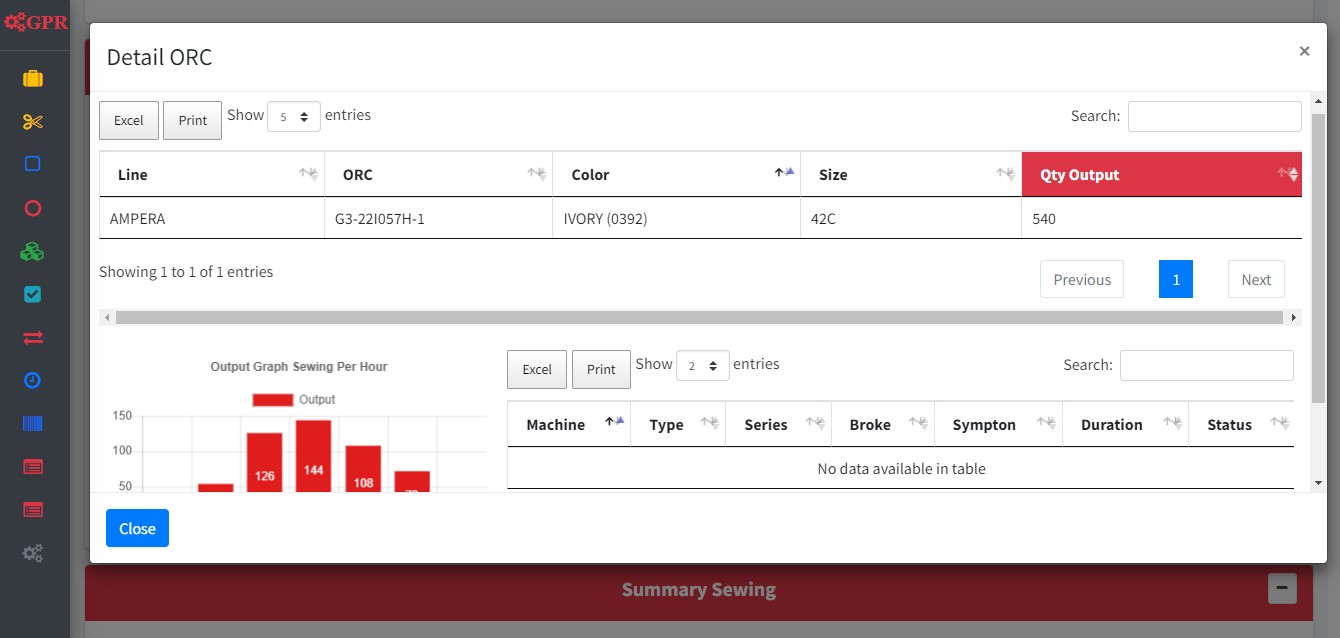 GPR
Detail ORC
×
Excel Print Show 5 entries Search:
Line ORC Color Size Qty Output
AMPERA G3-22I057H-1 IVORY (0392) 42C 540
Showing 1 to 1 of 1 entries
Previous 1 Next
Output Graph Sewing Per Hour
Output
150
100
50
126 144 108
Excel Print Show 2 entries Search:
Machine Type Series Broke Sympton Duration Status
No data available in table
Close
Summary Sewing